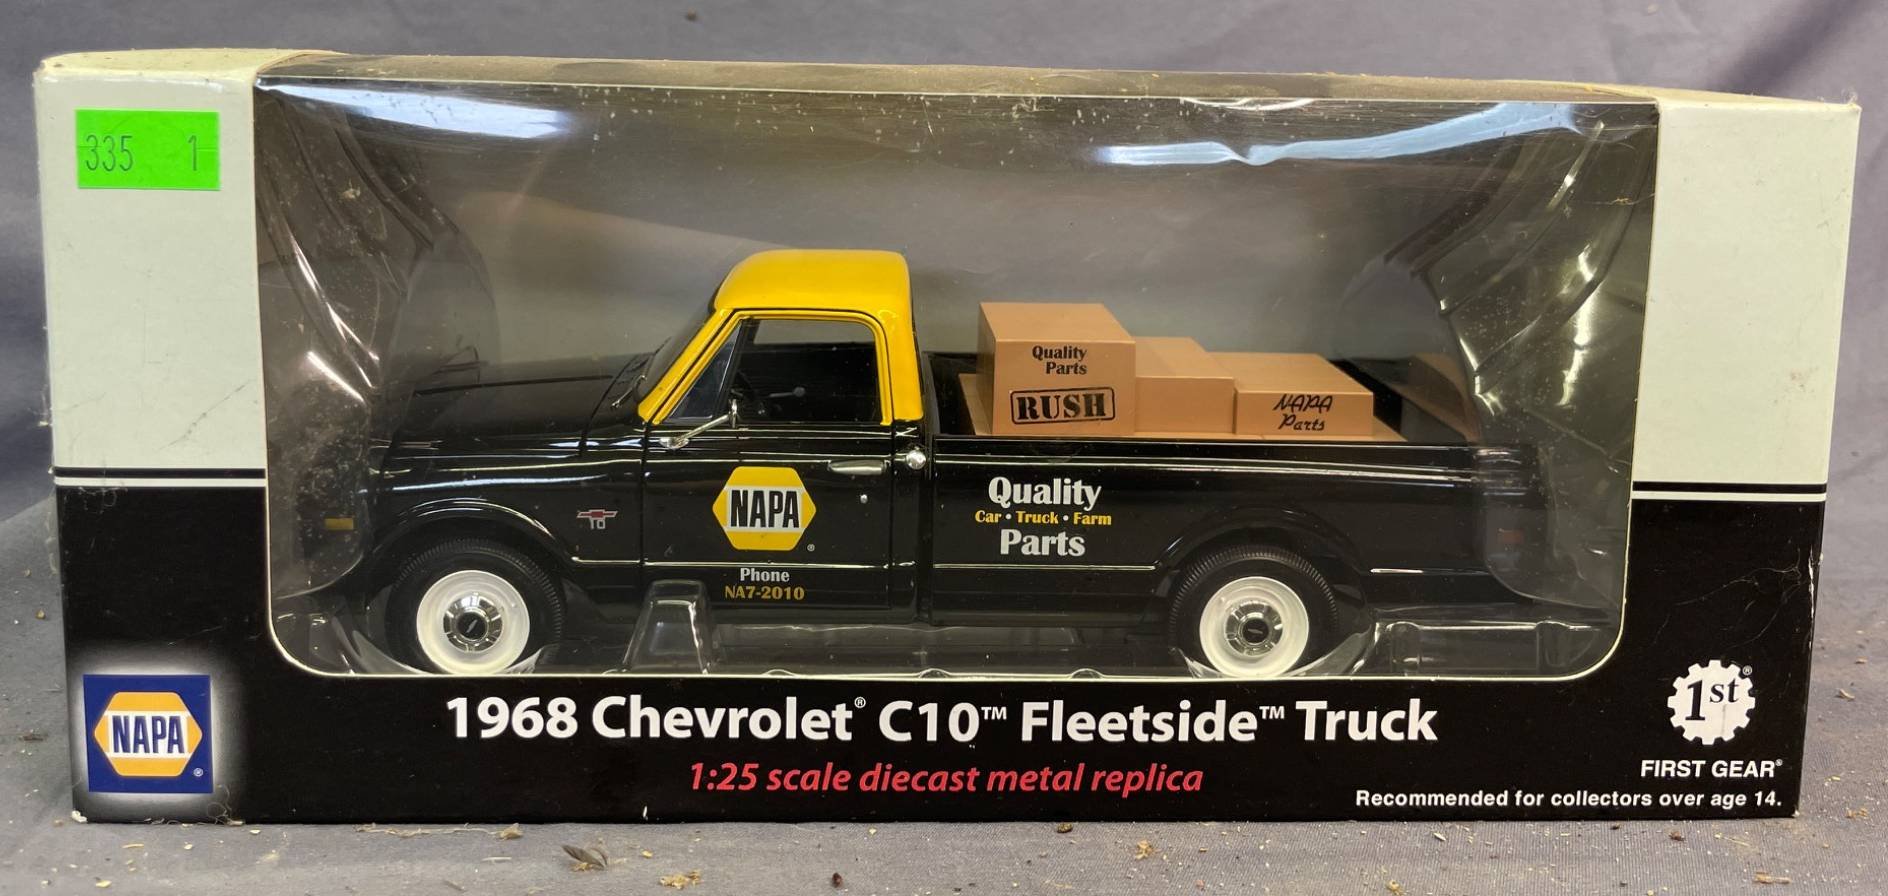 335 1
Quality
Parts
RUSH
NAPA
Parts
NAPA®
Phone
NA7-2010
Quality
Car • Truck • Farm
Parts
10
NAPA®
1968 Chevrolet® C10™ Fleetside™ Truck
1:25 scale diecast metal replica
1st®
FIRST GEAR®
Recommended for collectors over age 14.